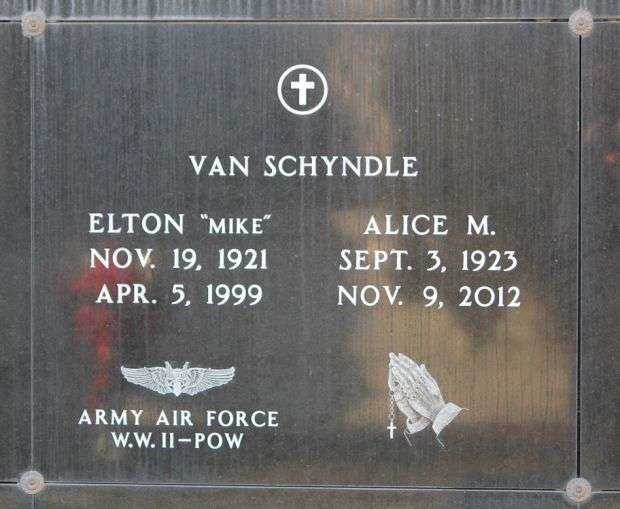 VAN SCHYNDLE
ELTON "MIKE"
NOV. 19, 1921
APR. 5, 1999
ARMY AIR FORCE
W.W. II-POW
ALICE M.
SEPT. 3, 1923
NOV. 9, 2012